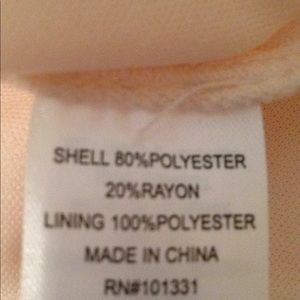 SHELL 80%POLYESTER
20%RAYON
LINING 100%POLYESTER
MADE IN CHINA
RN#101331